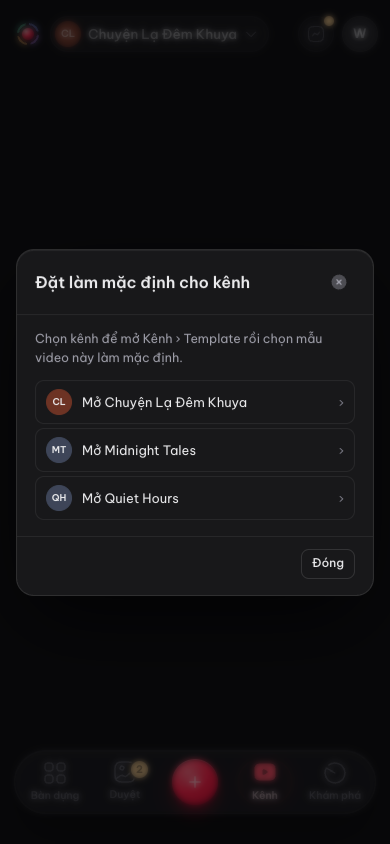 CL Chuyện Lạ Đêm Khuya W
Đặt làm mặc định cho kênh
Chọn kênh để mở Kênh › Template rồi chọn mẫu
video này làm mặc định.
CL Mở Chuyện Lạ Đêm Khuya
MT Mở Midnight Tales
QH Mở Quiet Hours
Đóng
2
Bản dựng Duyệt Kênh Khám phá